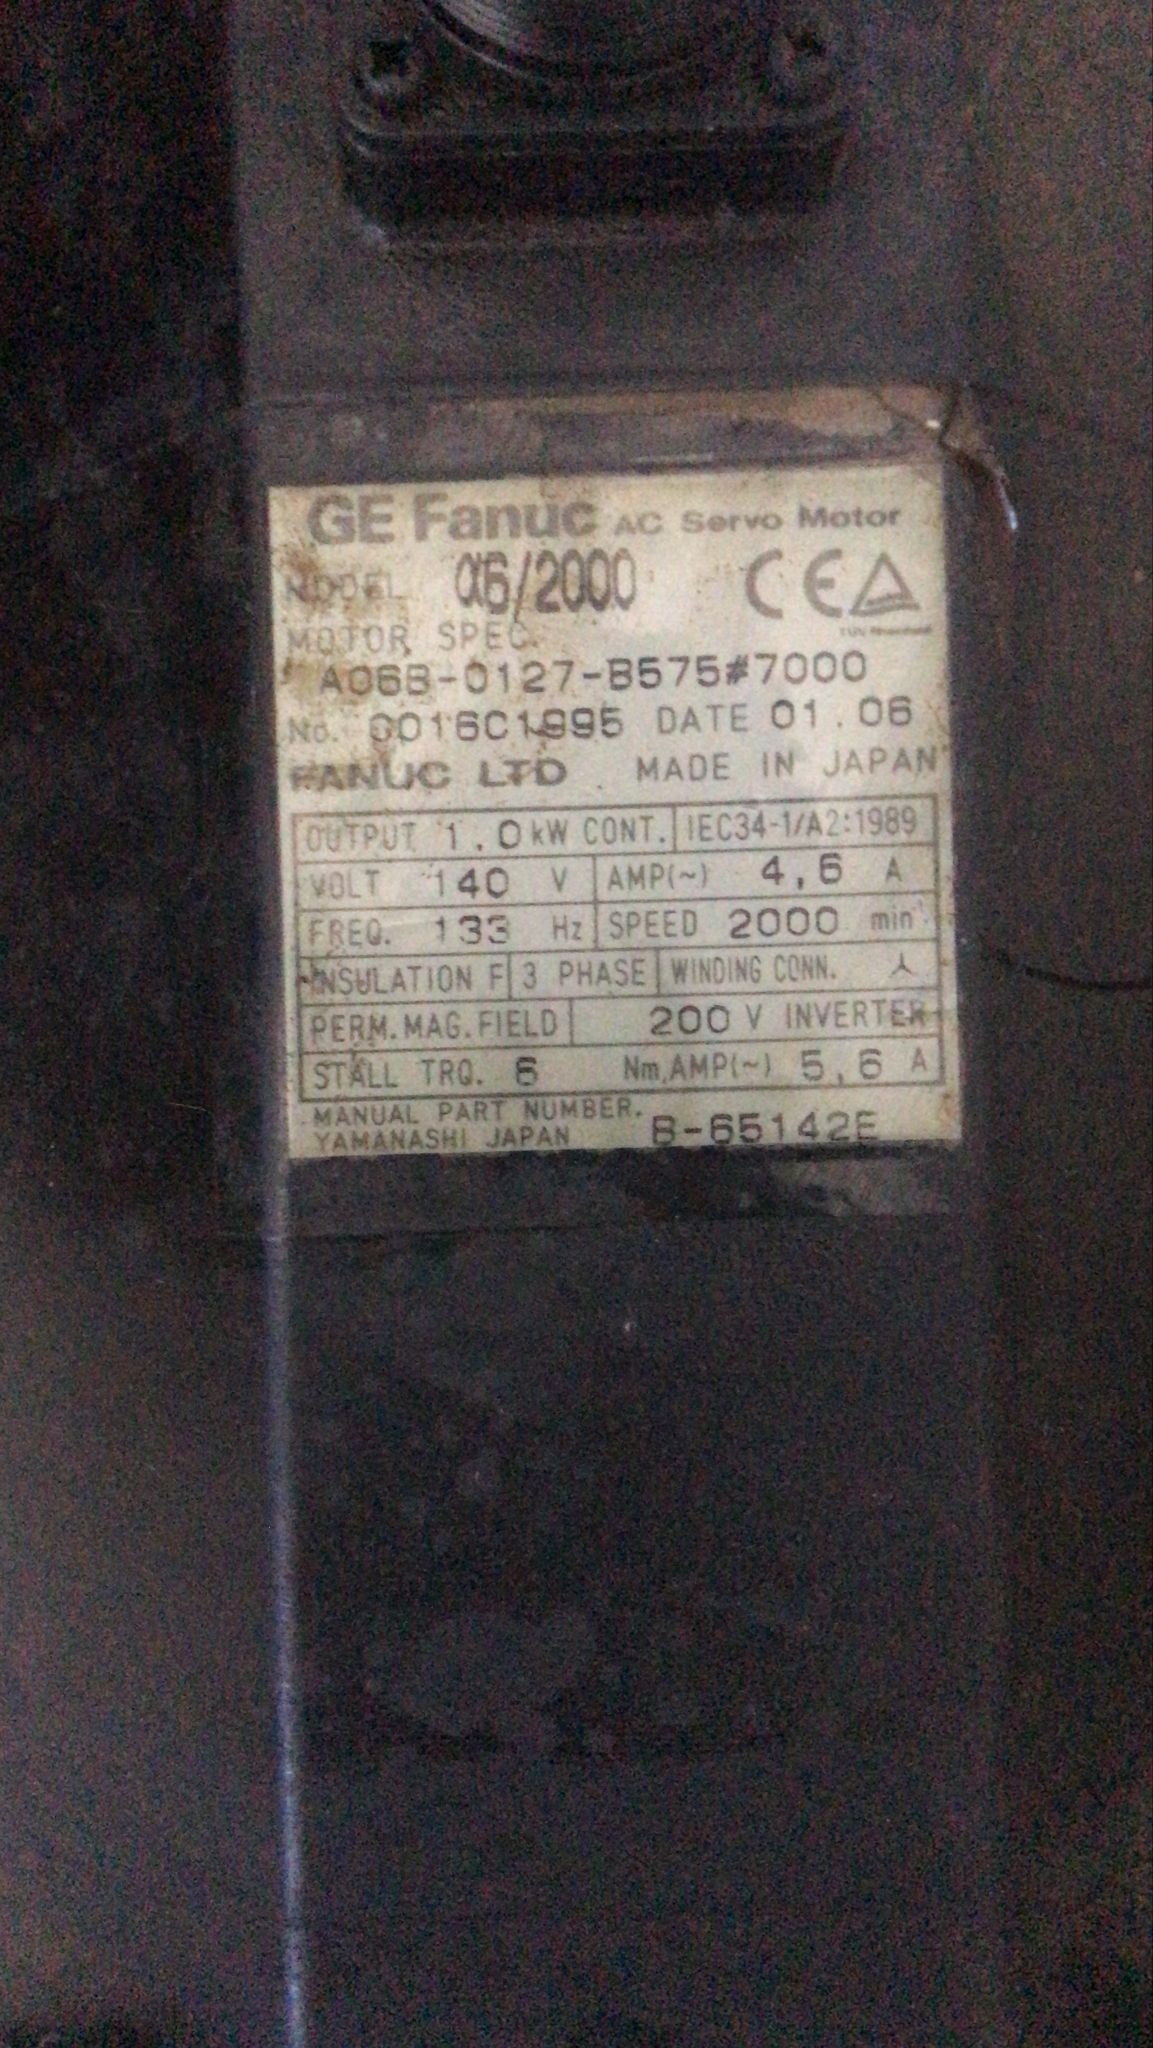 GE Fanuc AC Servo Motor
MODEL α6/2000 CE
MOTOR SPEC.
A06B-0127-B575#7000
No. C016C1995 DATE 01.06
FANUC LTD MADE IN JAPAN
OUTPUT 1.0 kW CONT. IEC34-1/A2:1989
VOLT 140 V AMP(~) 4,6 A
FREQ. 133 Hz SPEED 2000 min⁻¹
INSULATION F 3 PHASE WINDING CONN.
PERM.MAG.FIELD 200 V INVERTER
STALL TRQ. 6 Nm,AMP(~) 5,6 A
MANUAL PART NUMBER.
YAMANASHI JAPAN B-65142E